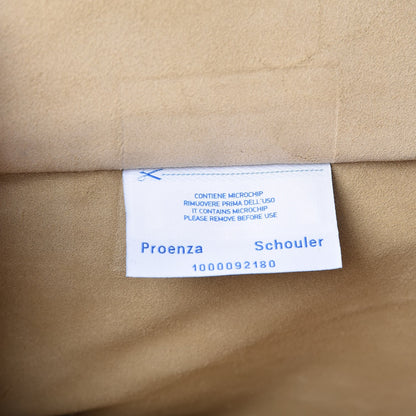 CONTIENE MICROCHIP
RIMUOVERE PRIMA DELL'USO
IT CONTAINS MICROCHIP
PLEASE REMOVE BEFORE USE
Proenza Schouler
1000092180